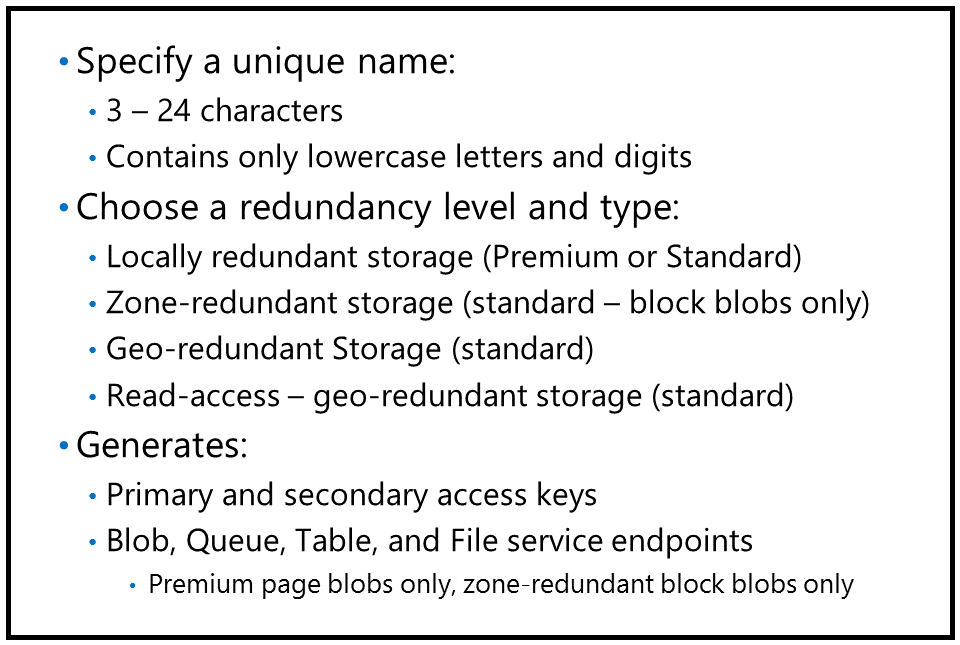 • Specify a unique name:
• 3 – 24 characters
• Contains only lowercase letters and digits
• Choose a redundancy level and type:
• Locally redundant storage (Premium or Standard)
• Zone-redundant storage (standard – block blobs only)
• Geo-redundant Storage (standard)
• Read-access – geo-redundant storage (standard)
• Generates:
• Primary and secondary access keys
• Blob, Queue, Table, and File service endpoints
• Premium page blobs only, zone-redundant block blobs only